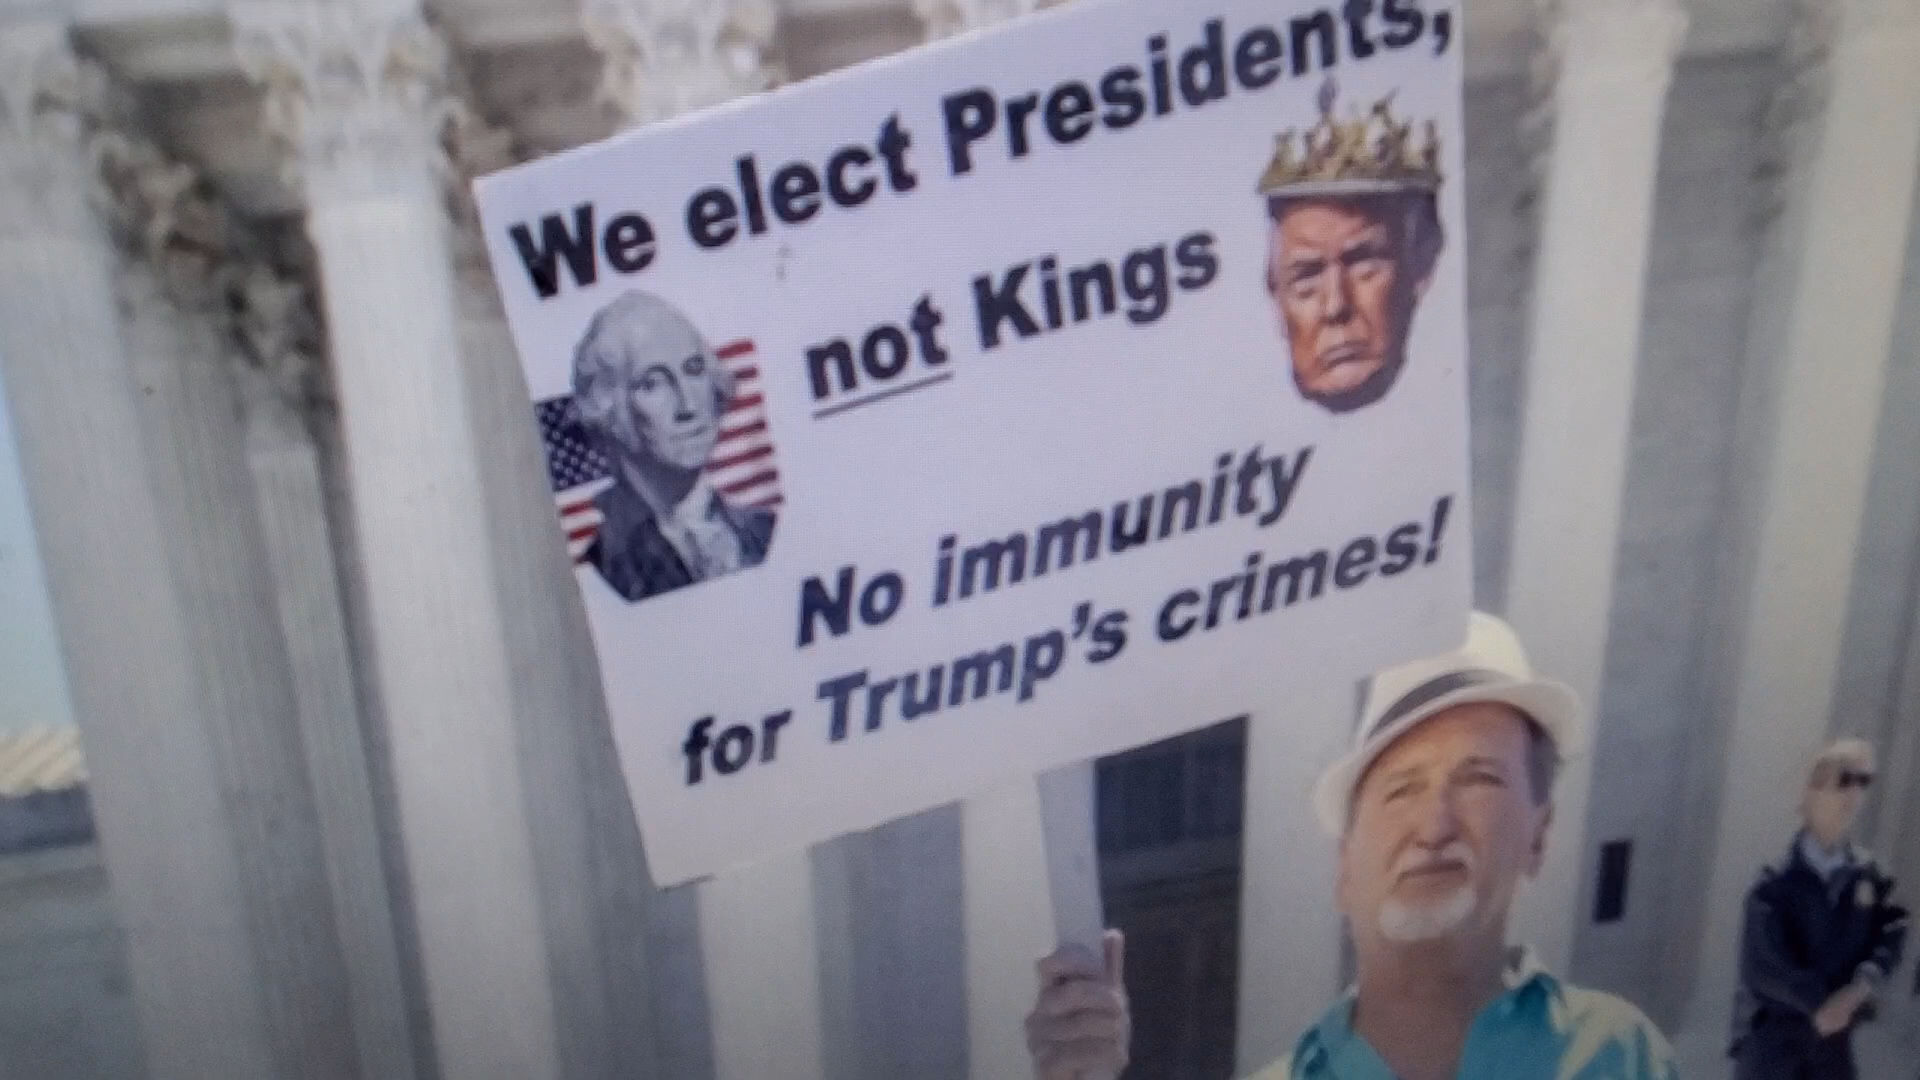 We elect Presidents,
not Kings
No immunity
for Trump's crimes!